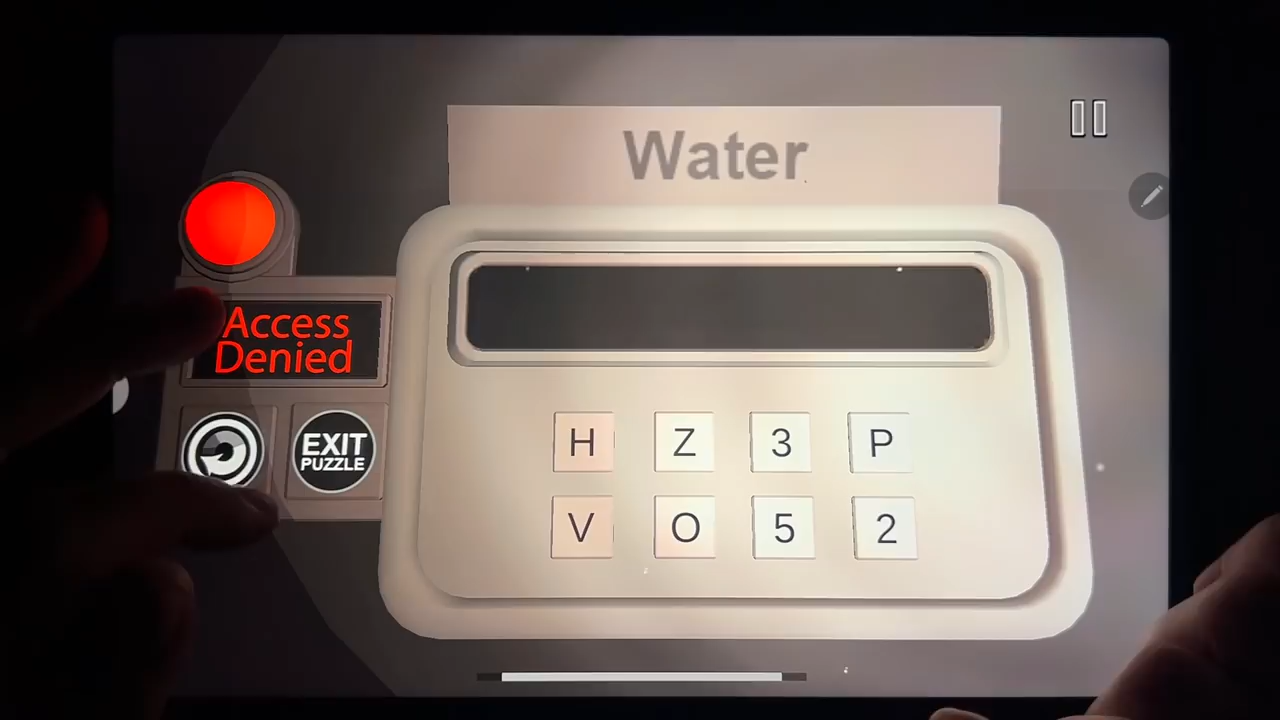 Water
Access
Denied
EXIT
PUZZLE
H Z 3 P
V O 5 2